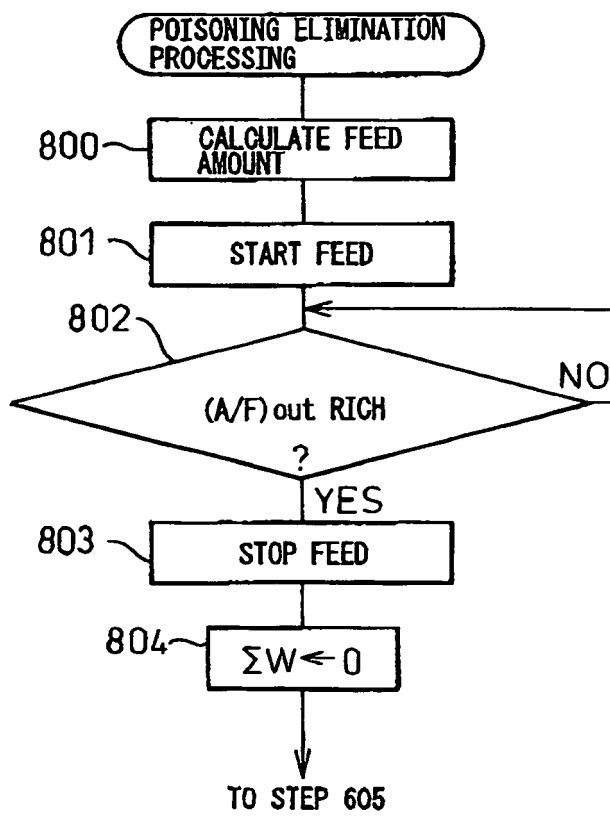 POISONING ELIMINATION
PROCESSING
800
CALCULATE FEED
AMOUNT
801
START FEED
802
(A/F) out RICH
?
NO
YES
803
STOP FEED
804
ΣW←0
TO STEP 605